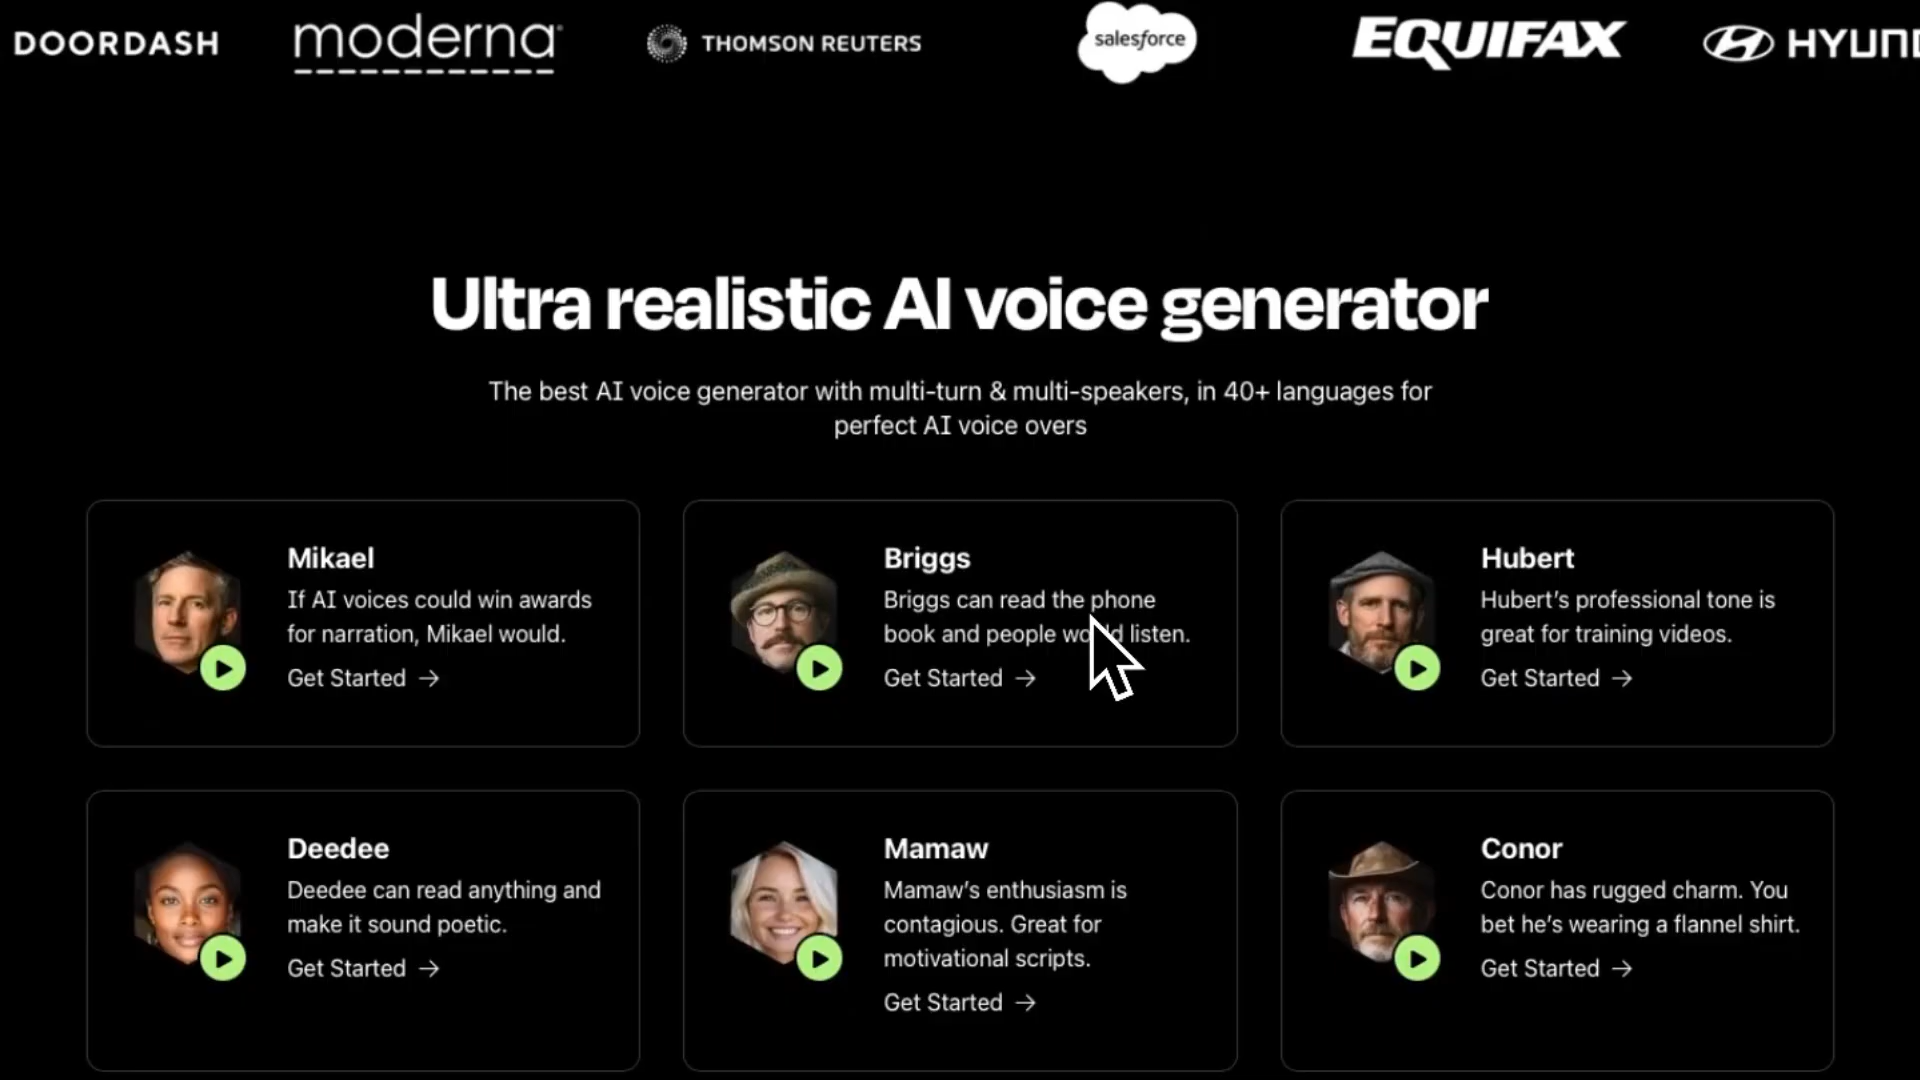 DOORDASH
moderna
THOMSON REUTERS
salesforce
EQUIFAX
Ultra realistic AI voice generator
The best AI voice generator with multi-turn & multi-speakers, in 40+ languages for
perfect AI voice overs
Mikael
If AI voices could win awards
for narration, Mikael would.
Get Started →
Briggs
Briggs can read the phone
book and people would listen.
Get Started →
Hubert
Hubert's professional tone is
great for training videos.
Get Started →
Deedee
Deedee can read anything and
make it sound poetic.
Get Started →
Mamaw
Mamaw's enthusiasm is
contagious. Great for
motivational scripts.
Get Started →
Conor
Conor has rugged charm. You
bet he's wearing a flannel shirt.
Get Started →